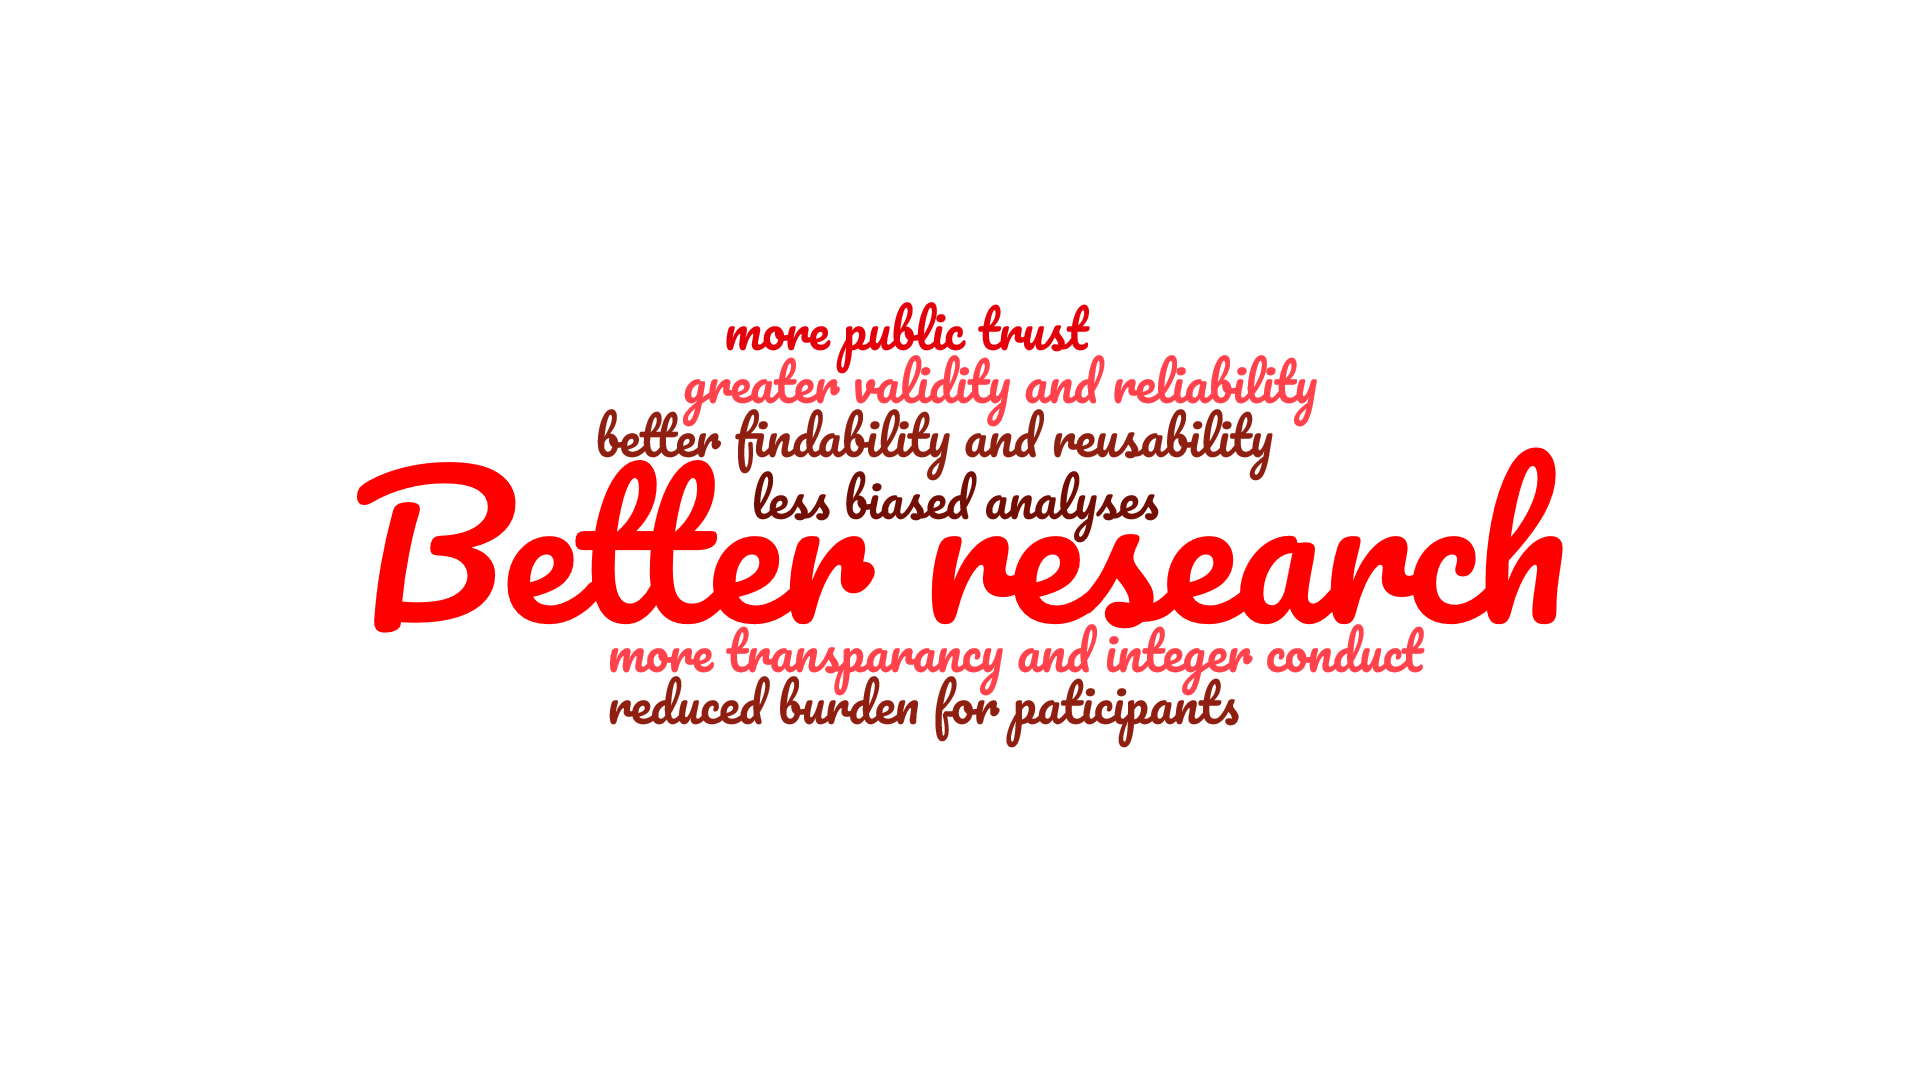 more public trust
greater validity and reliability
better findability and reusability
less biased analyses
Better research
more transparancy and integer conduct
reduced burden for paticipants